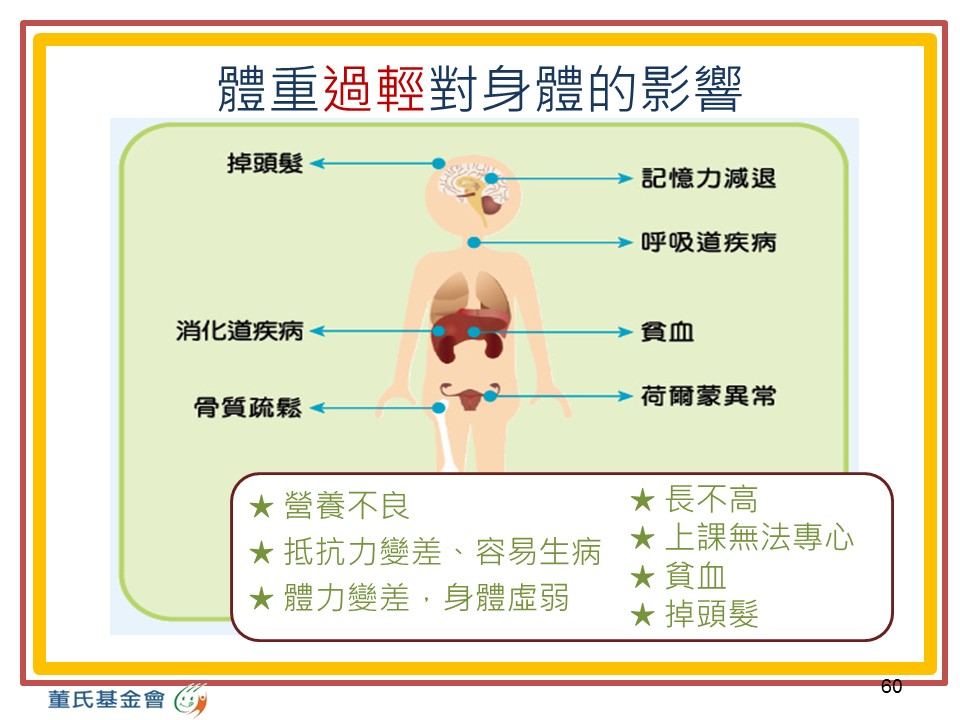 體重過輕對身體的影響
掉頭髮
記憶力減退
呼吸道疾病
消化道疾病
貧血
骨質疏鬆
荷爾蒙異常
★ 營養不良
★ 抵抗力變差、容易生病
★ 體力變差，身體虛弱
★ 長不高
★ 上課無法專心
★ 貧血
★ 掉頭髮
董氏基金會
60